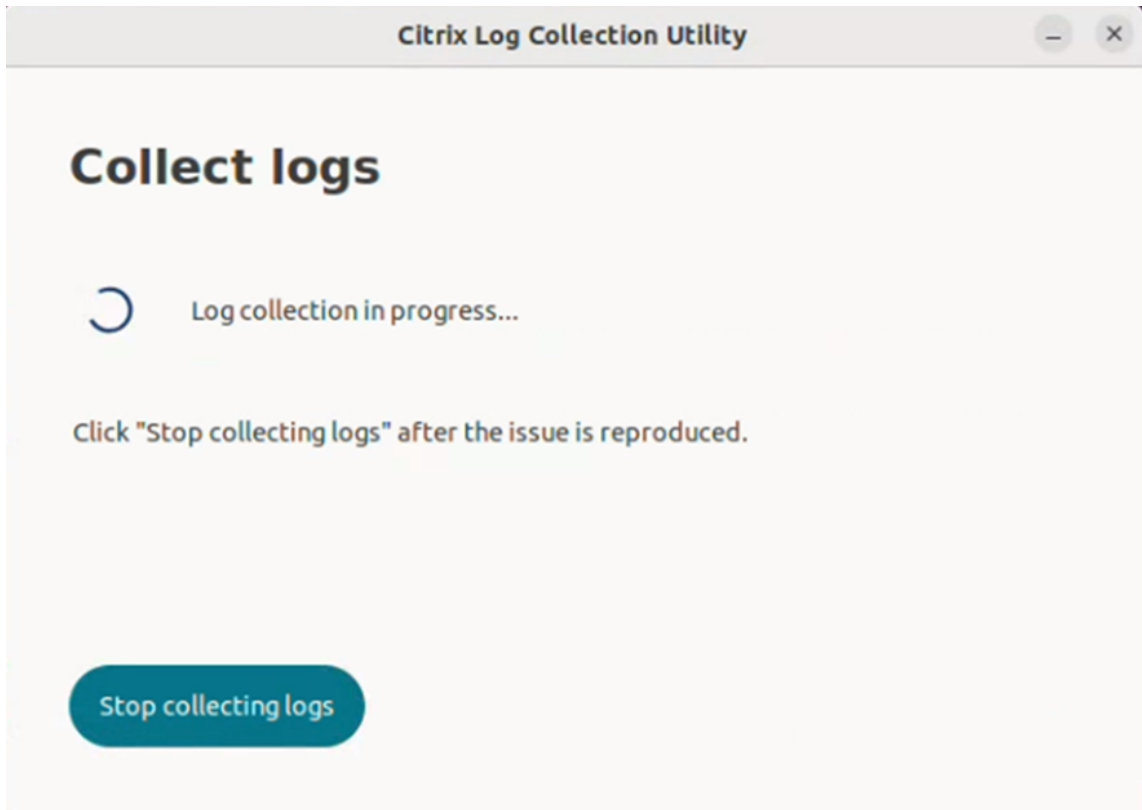 Citrix Log Collection Utility
Collect logs
Log collection in progress...
Click "Stop collecting logs" after the issue is reproduced.
Stop collecting logs